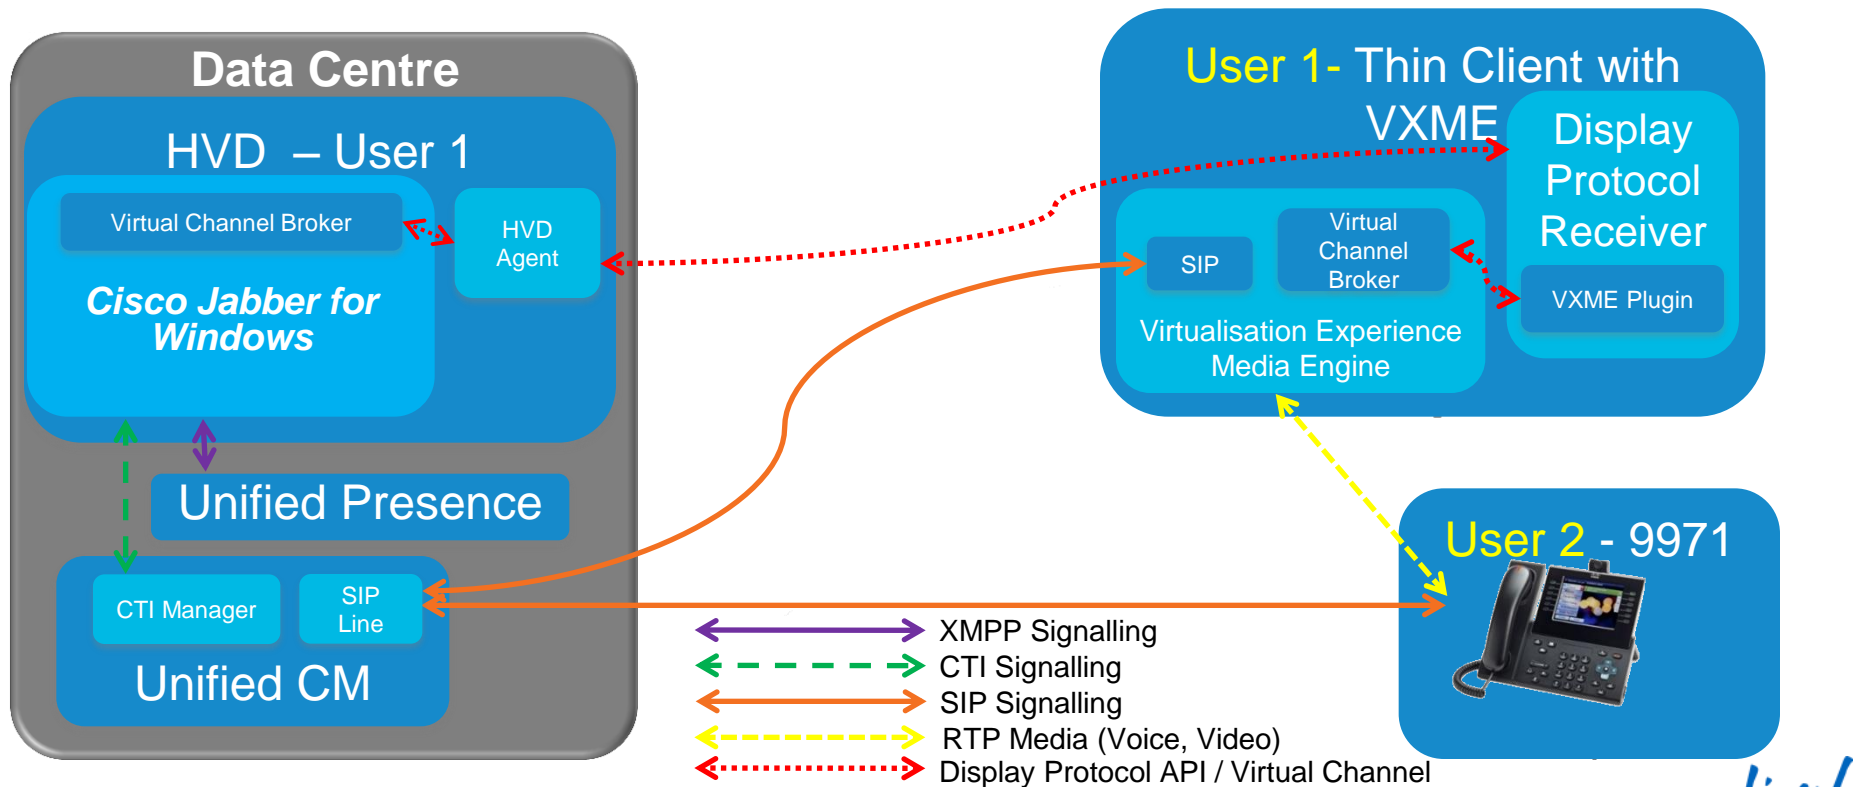 Data Centre
HVD – User 1
Virtual Channel Broker
HVD
Agent
Cisco Jabber for
Windows
Unified Presence
CTI Manager
SIP
Line
Unified CM
User 1- Thin Client with
VXME
Display
Protocol
Receiver
SIP
Virtual
Channel
Broker
VXME Plugin
Virtualisation Experience
Media Engine
User 2 - 9971
XMPP Signalling
CTI Signalling
SIP Signalling
RTP Media (Voice, Video)
Display Protocol API / Virtual Channel